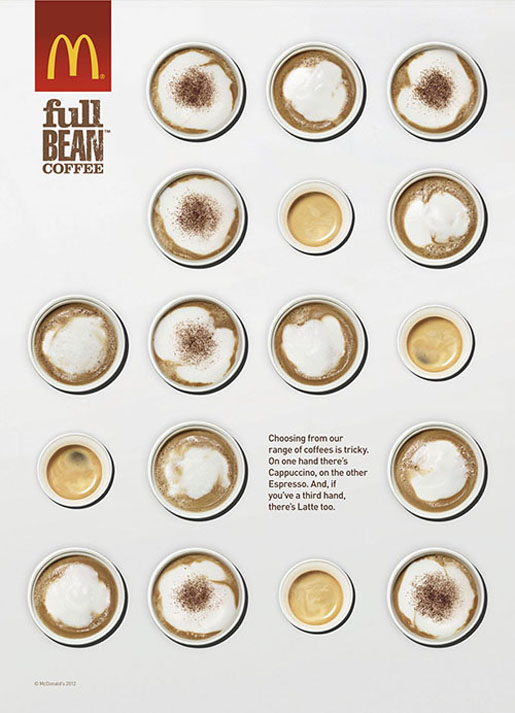 full
BEAN™
COFFEE
Choosing from our
range of coffees is tricky.
On one hand there's
Cappuccino, on the other
Espresso. And, if
you've a third hand,
there's Latte too.
© McDonald's 2012